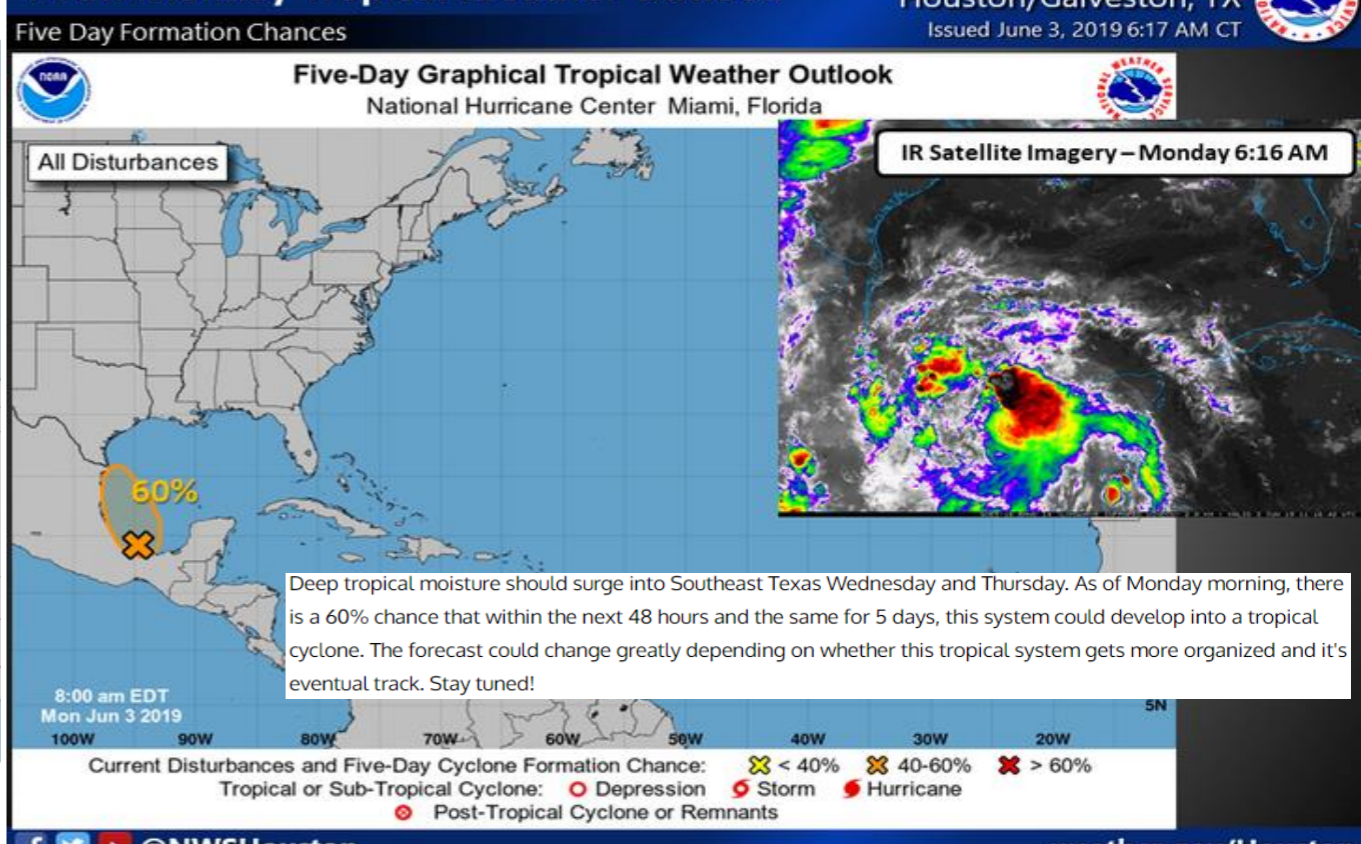 Five Day Formation Chances
Houston/Galveston, TX
Issued June 3, 2019 6:17 AM CT
NOAA
Five-Day Graphical Tropical Weather Outlook
National Hurricane Center Miami, Florida
All Disturbances
IR Satellite Imagery – Monday 6:16 AM
60%
Deep tropical moisture should surge into Southeast Texas Wednesday and Thursday. As of Monday morning, there
is a 60% chance that within the next 48 hours and the same for 5 days, this system could develop into a tropical
cyclone. The forecast could change greatly depending on whether this tropical system gets more organized and it's
eventual track. Stay tuned!
8:00 am EDT
Mon Jun 3 2019
5N
100W 90W 80W 70W 60W 50W 40W 30W 20W
Current Disturbances and Five-Day Cyclone Formation Chance: < 40% 40-60% > 60%
Tropical or Sub-Tropical Cyclone: Depression Storm Hurricane
Post-Tropical Cyclone or Remnants
@NWSHouston